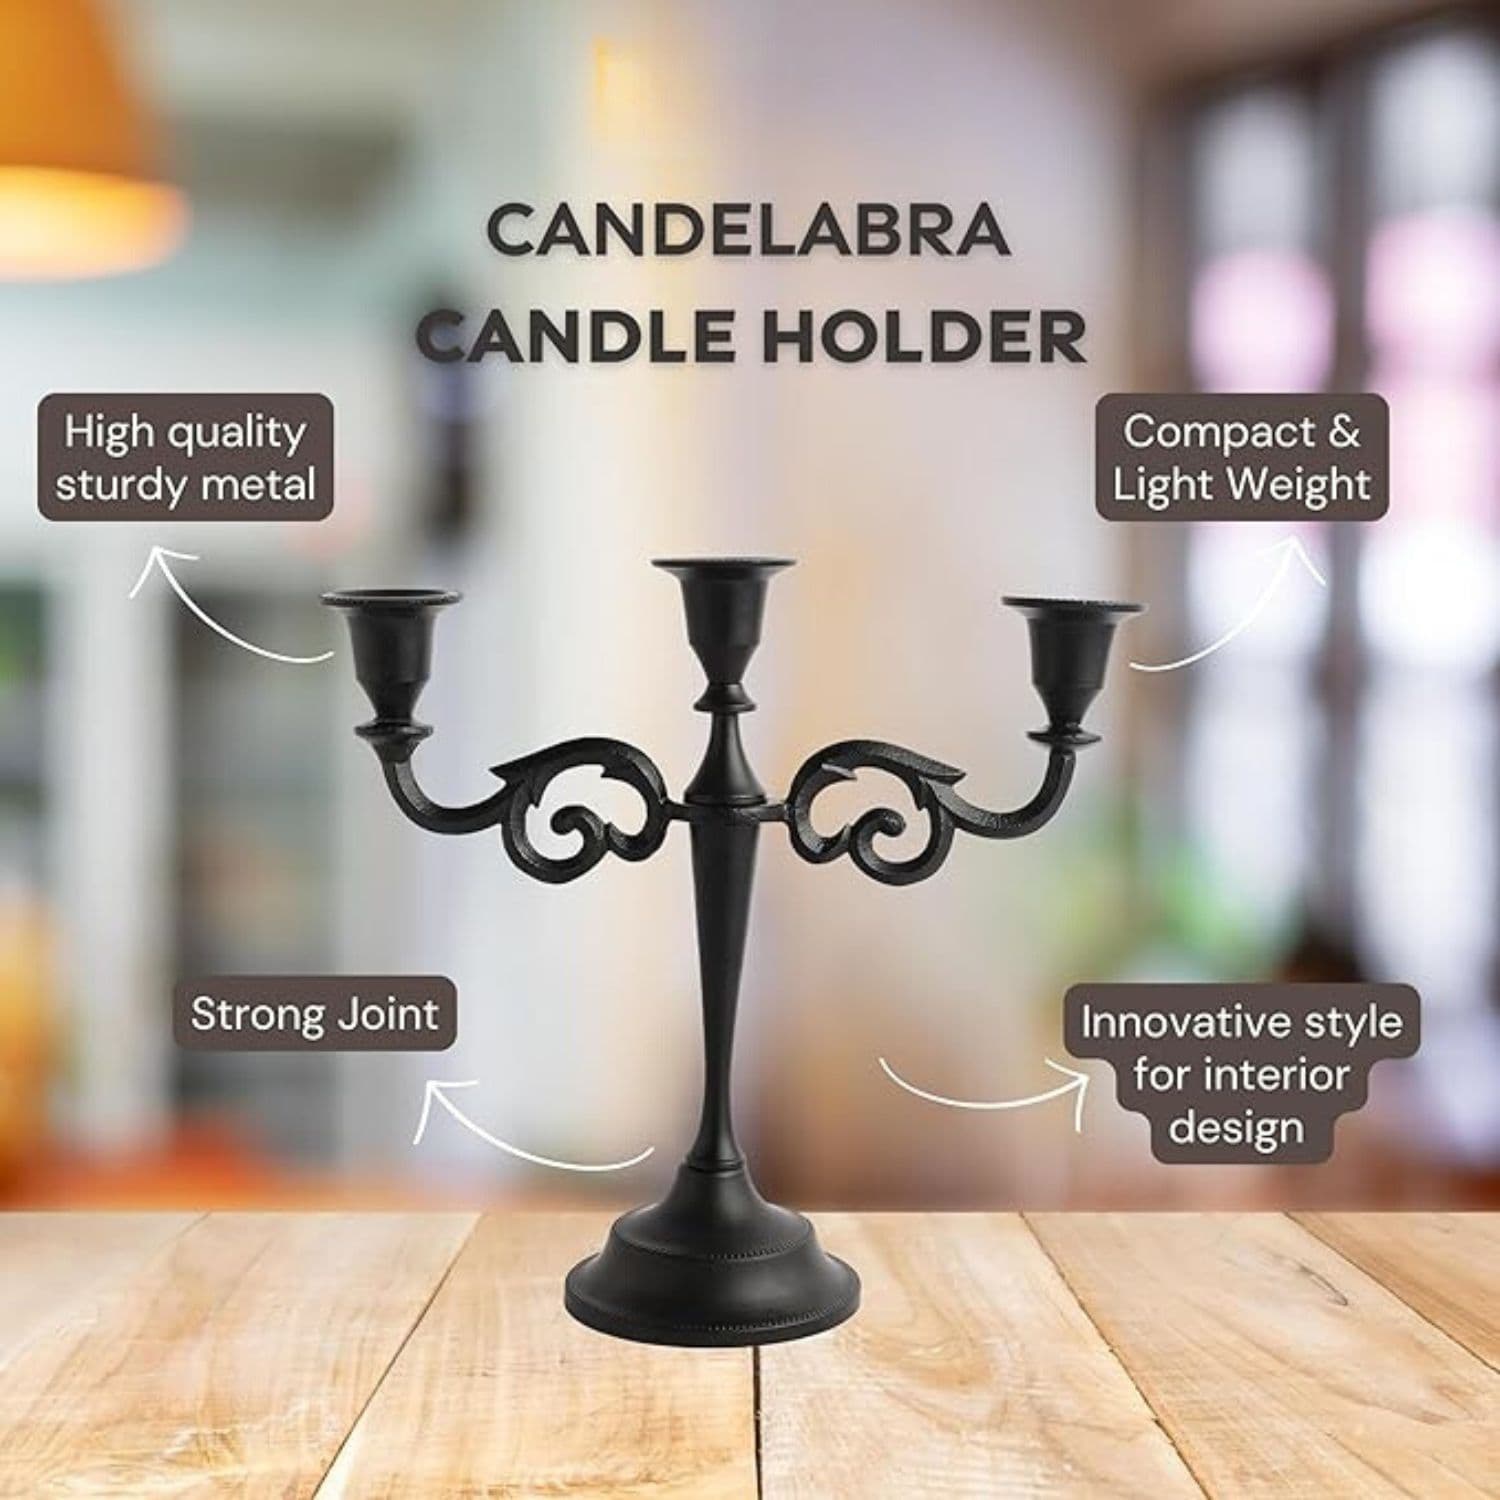 CANDELABRA
CANDLE HOLDER
High quality
sturdy metal
Compact &
Light Weight
Strong Joint
Innovative style
for interior
design